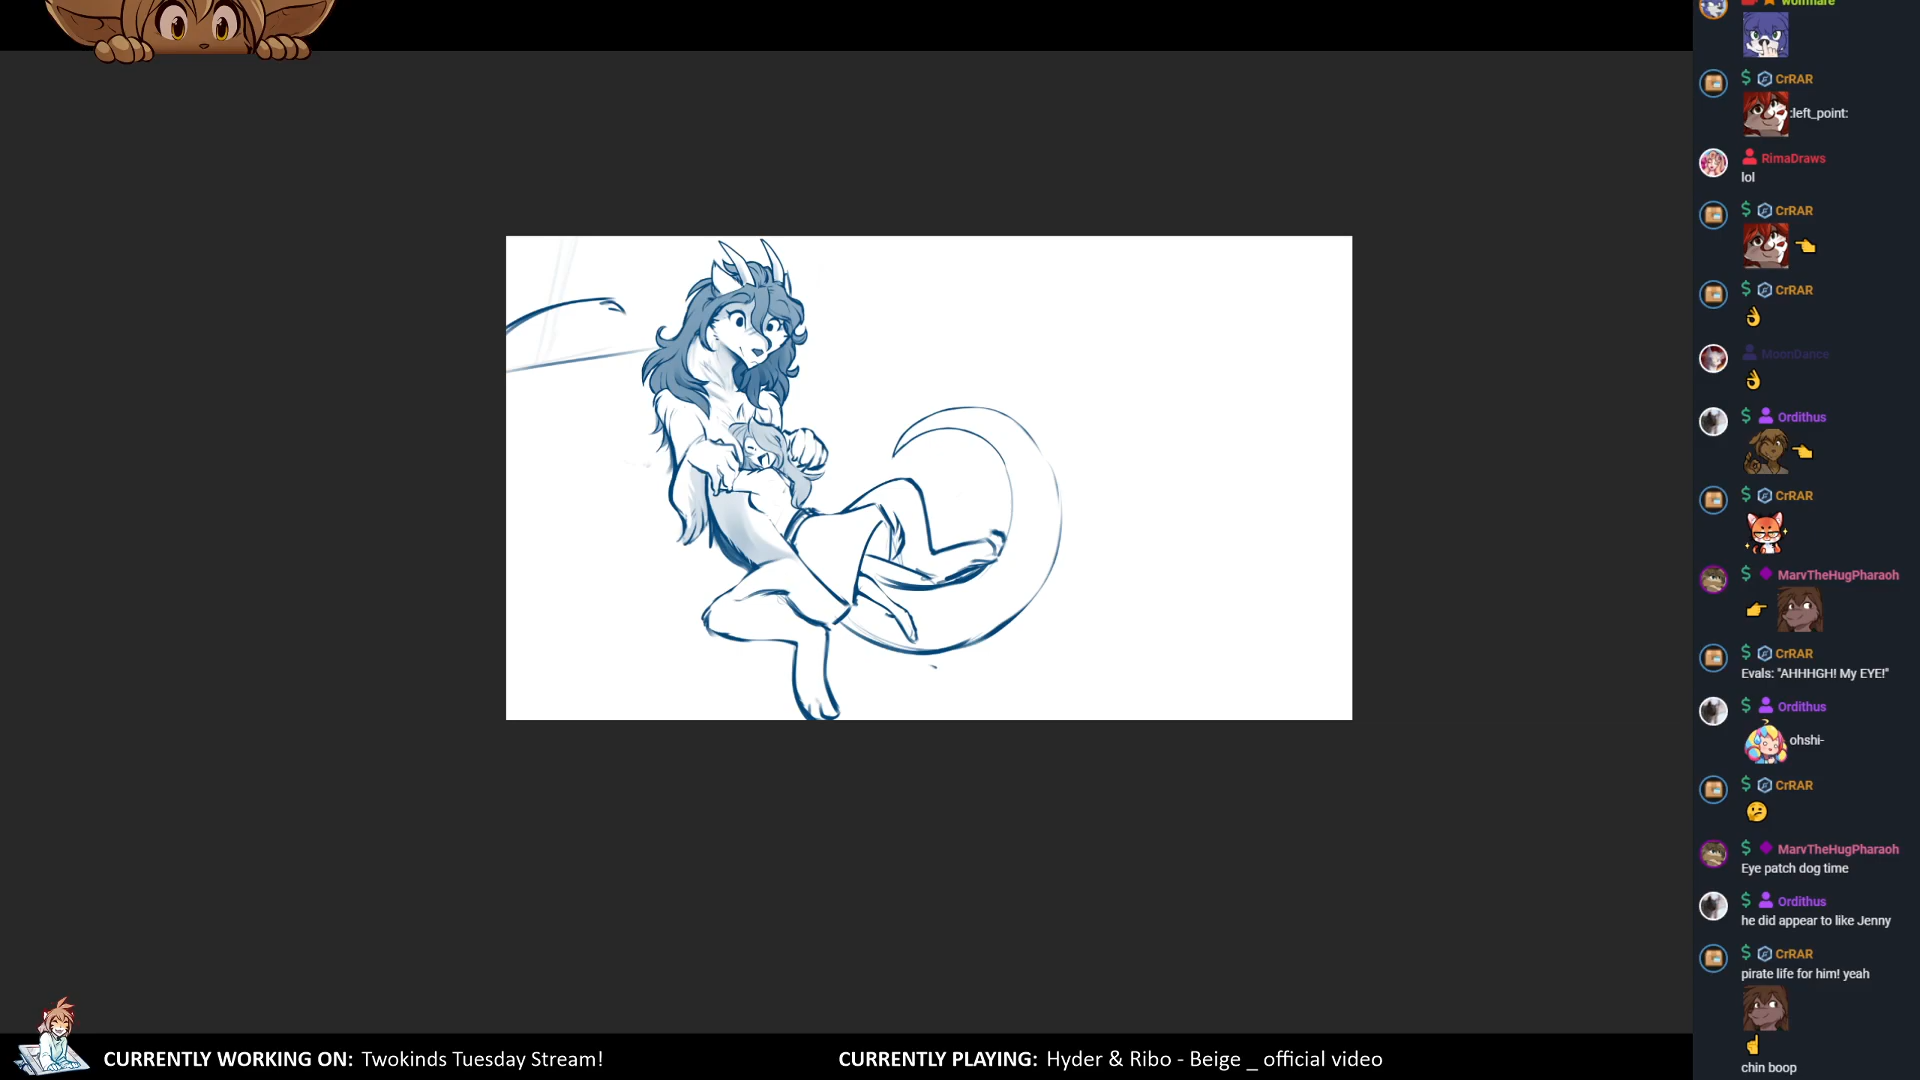 wolfhare
CrRAR
:left_point:
RimaDraws
lol
CrRAR
CrRAR
MoonDance
Ordithus
CrRAR
MarvTheHugPharaoh
CrRAR
Evals: "AHHHGH! My EYE!"
Ordithus
ohshi-
CrRAR
MarvTheHugPharaoh
Eye patch dog time
Ordithus
he did appear to like Jenny
CrRAR
pirate life for him! yeah
chin boop
CURRENTLY WORKING ON: Twokinds Tuesday Stream!
CURRENTLY PLAYING: Hyder & Ribo - Beige _ official video